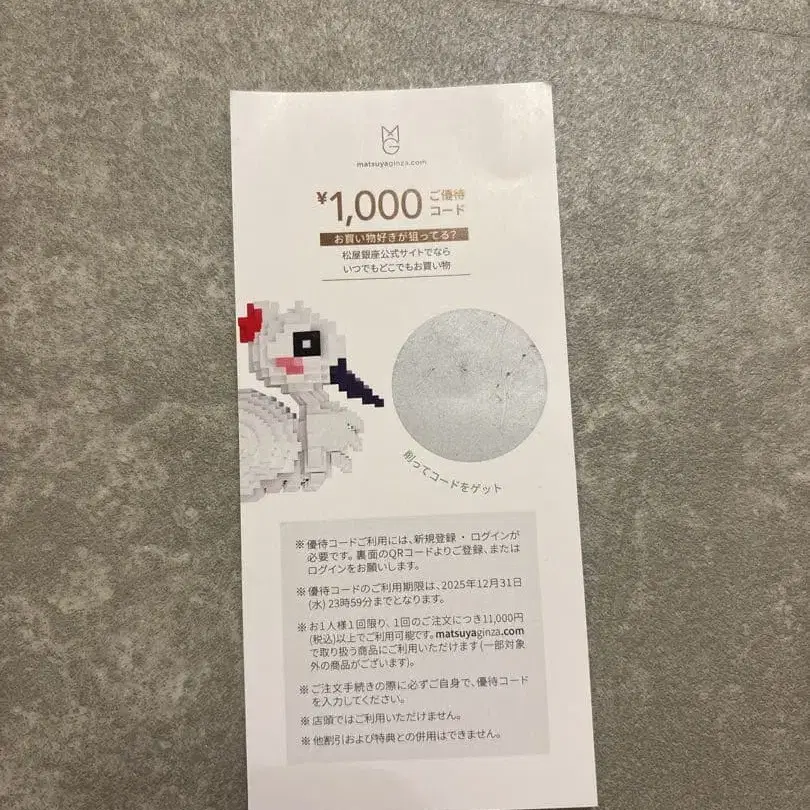 MG
matsuyaginza.com
¥1,000 ご優待
コード
お買い物好きが狙ってる?
松屋銀座公式サイトでなら
いつでもどこでもお買い物
削ってコードをゲット
※ 優待コードご利用には、新規登録・ログインが
必要です。裏面のQRコードよりご登録、または
ログインをお願いします。
※ 優待コードのご利用期限は、2025年12月31日
(水) 23時59分までとなります。
※ お1人様1回限り、1回のご注文につき11,000円
(税込)以上でご利用可能です。matsuyaginza.com
で取り扱う商品にご利用いただけます(一部対象
外の商品がございます)。
※ ご注文手続きの際に必ずご自身で、優待コード
を入力してください。
※ 店頭ではご利用いただけません。
※ 他割引および特典との併用はできません。